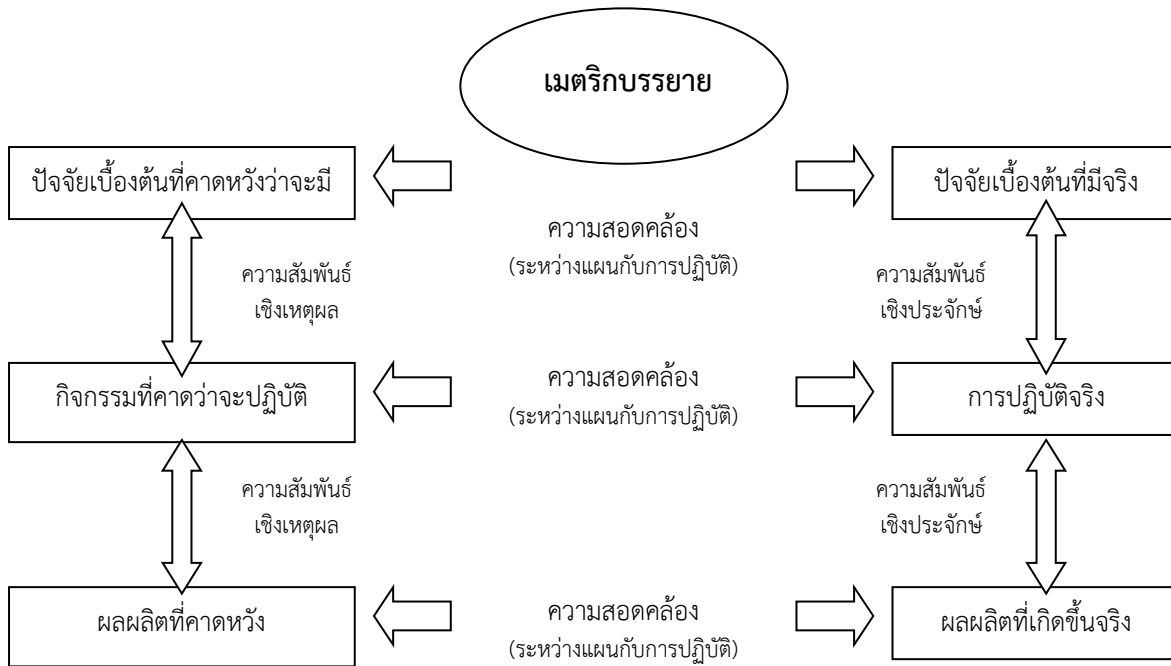 เมตริกบรรยาย
ปัจจัยเบื้องต้นที่คาดหวังว่าจะมี
ปัจจัยเบื้องต้นที่มีจริง
ความสอดคล้อง
(ระหว่างแผนกับการปฏิบัติ)
ความสัมพันธ์
เชิงเหตุผล
ความสัมพันธ์
เชิงประจักษ์
กิจกรรมที่คาดว่าจะปฏิบัติ
ความสอดคล้อง
(ระหว่างแผนกับการปฏิบัติ)
การปฏิบัติจริง
ความสัมพันธ์
เชิงเหตุผล
ความสัมพันธ์
เชิงประจักษ์
ผลผลิตที่คาดหวัง
ความสอดคล้อง
(ระหว่างแผนกับการปฏิบัติ)
ผลผลิตที่เกิดขึ้นจริง